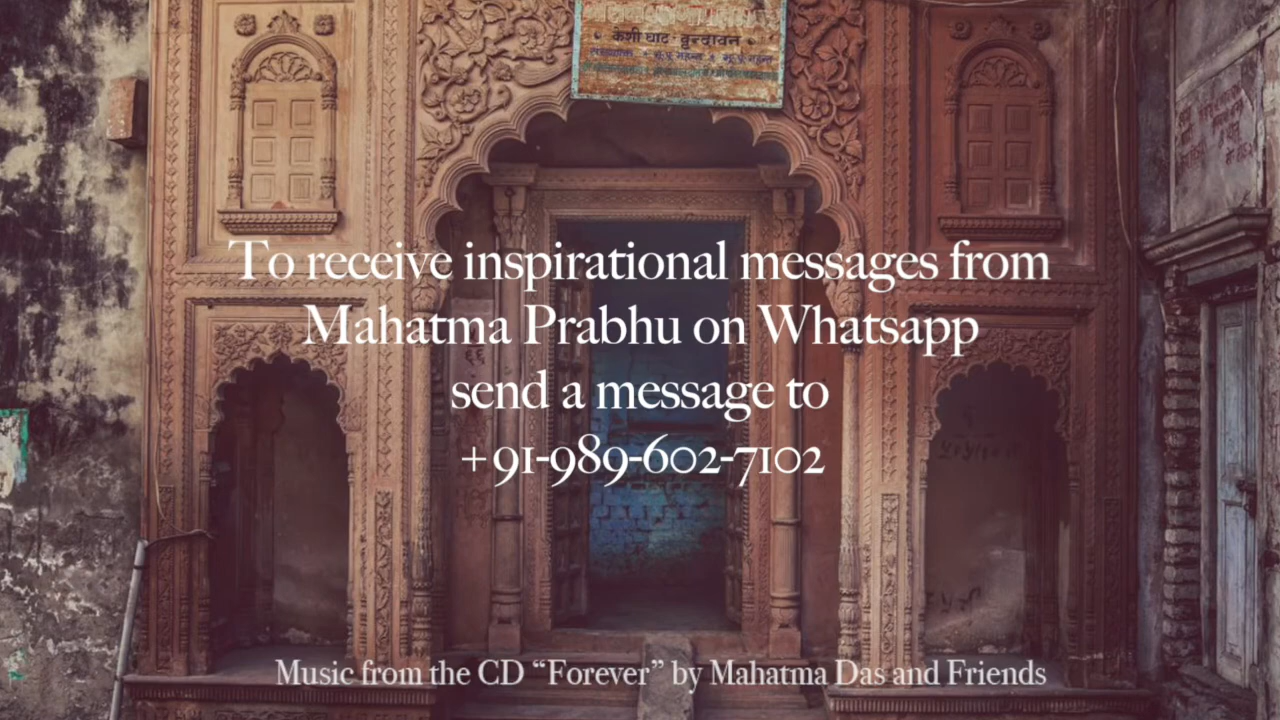 केशी घाट - वृन्दावन
To receive inspirational messages from
Mahatma Prabhu on Whatsapp
send a message to
+91-989-602-7102
Music from the CD “Forever” by Mahatma Das and Friends